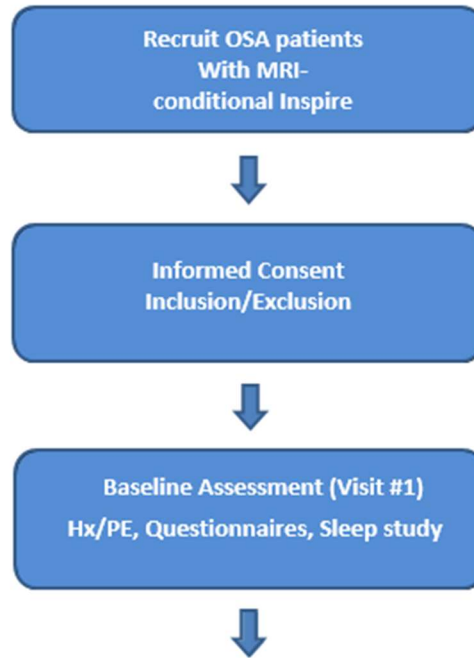 Recruit OSA patients
With MRI-
conditional Inspire
Informed Consent
Inclusion/Exclusion
Baseline Assessment (Visit #1)
Hx/PE, Questionnaires, Sleep study